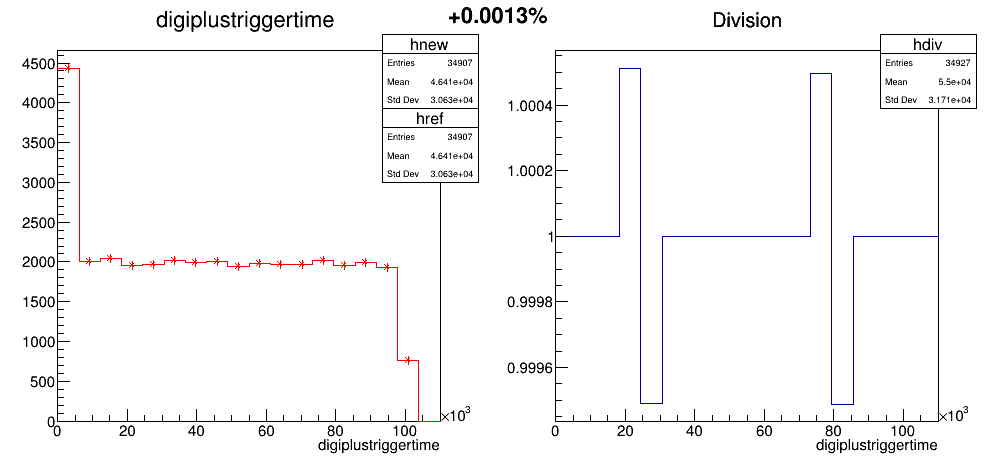 digiplustriggertime
+0.0013%
Division
hnew
Entries 34907
Mean 4.641e+04
Std Dev 3.063e+04
href
Entries 34907
Mean 4.641e+04
Std Dev 3.063e+04
4500
4000
3500
3000
2500
2000
1500
1000
500
0
0 20 40 60 80 100
×10³
digiplustriggertime
hdiv
Entries 34927
Mean 5.5e+04
Std Dev 3.171e+04
1.0004
1.0002
1
0.9998
0.9996
0 20 40 60 80 100
×10³
digiplustriggertime